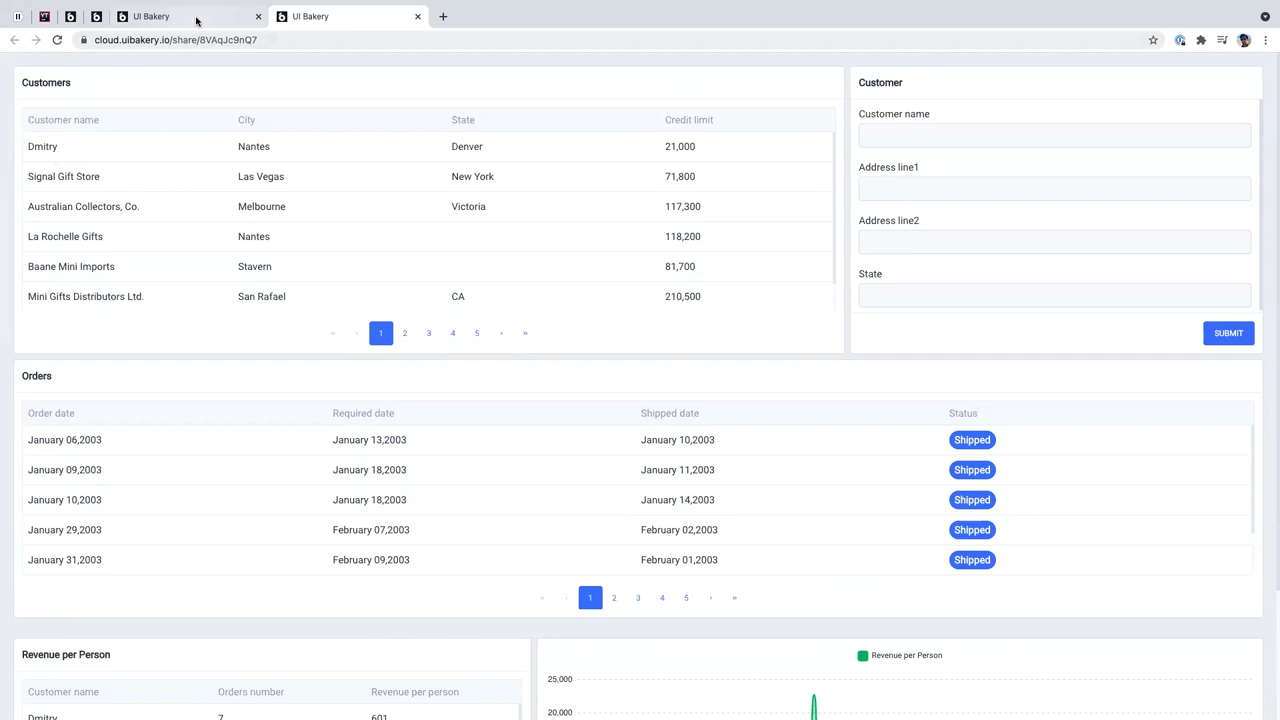 UI Bakery
UI Bakery
cloud.uibakery.io/share/8VAqJc9nQ7
Customers
Customer name City State Credit limit
Dmitry Nantes Denver 21,000
Signal Gift Store Las Vegas New York 71,800
Australian Collectors, Co. Melbourne Victoria 117,300
La Rochelle Gifts Nantes 118,200
Baane Mini Imports Stavern 81,700
Mini Gifts Distributors Ltd. San Rafael CA 210,500
« ‹ 1 2 3 4 5 › »
Customer
Customer name
Address line1
Address line2
State
SUBMIT
Orders
Order date Required date Shipped date Status
January 06,2003 January 13,2003 January 10,2003 Shipped
January 09,2003 January 18,2003 January 11,2003 Shipped
January 10,2003 January 18,2003 January 14,2003 Shipped
January 29,2003 February 07,2003 February 02,2003 Shipped
January 31,2003 February 09,2003 February 01,2003 Shipped
« ‹ 1 2 3 4 5 › »
Revenue per Person
Customer name Orders number Revenue per person
Dmitry 7 601
Revenue per Person
25,000
20,000